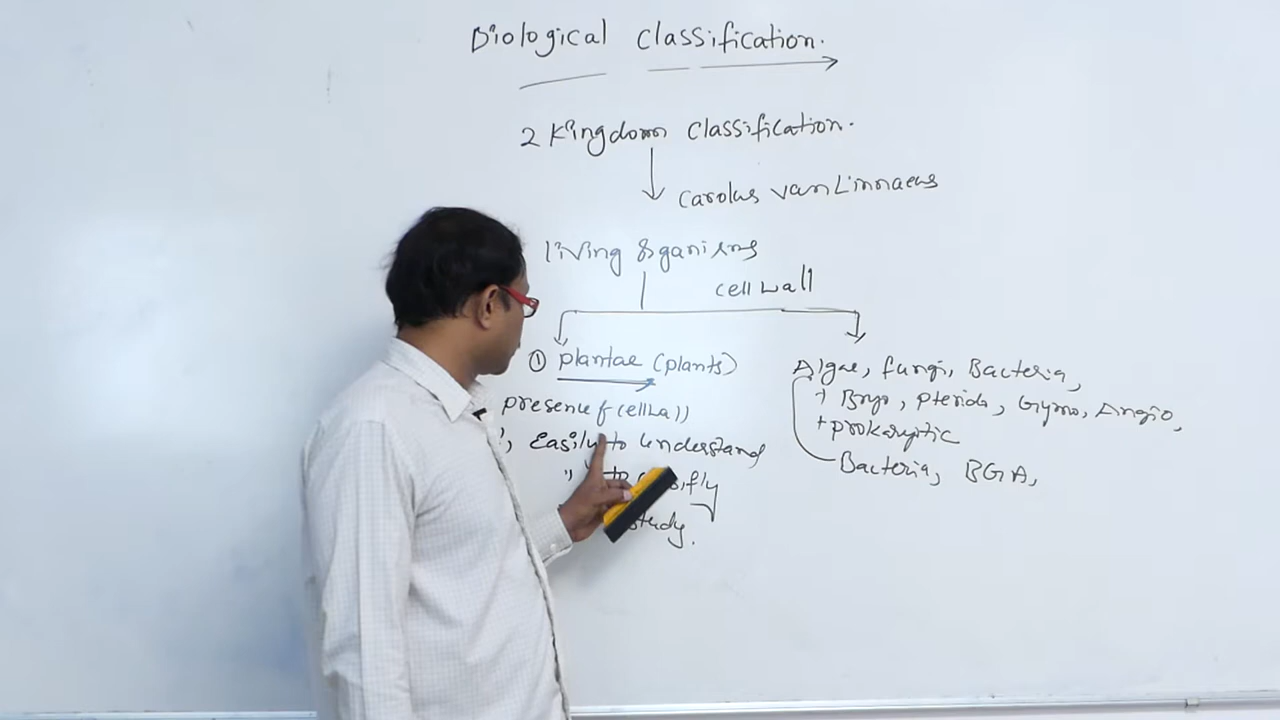 Biological classification.
2 Kingdom classification.
carolus van Linnaeus
living organisms
cell wall
① plantae (plants)
presence of cell wall
'' Easily to understand
'' to
study.
Algae, fungi, Bacteria,
+ Bryo, pterido, Gymno, Angio,
+ prokaryotic
Bacteria, BGA,